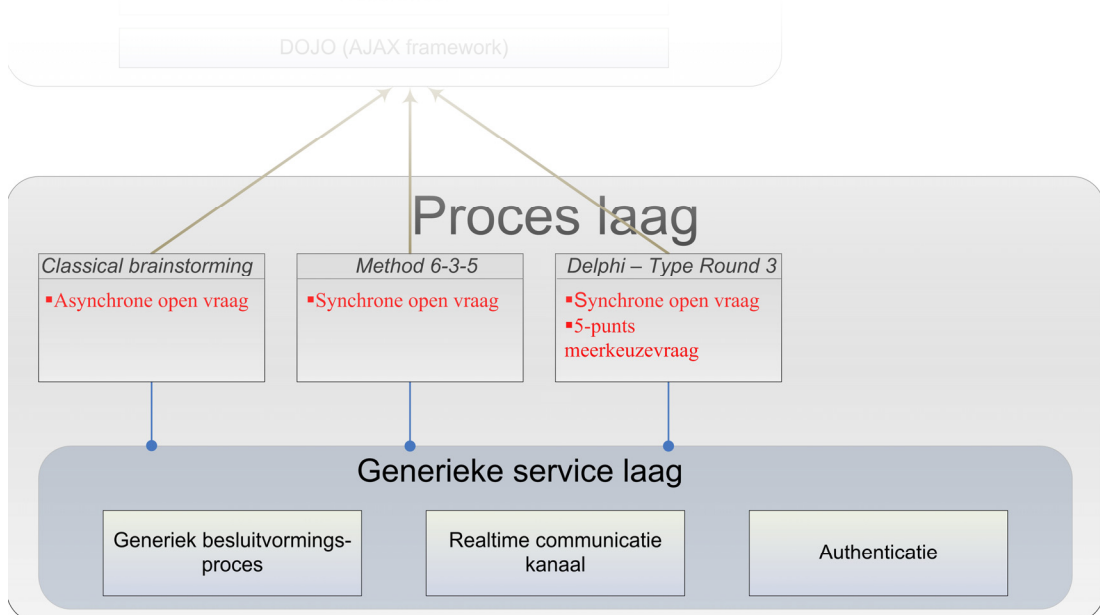 DOJO (AJAX framework)
Proces laag
Classical brainstorming
▪Asynchrone open vraag
Method 6-3-5
▪Synchrone open vraag
Delphi – Type Round 3
▪Synchrone open vraag
▪5-punts
meerkeuzevraag
Generieke service laag
Generiek besluitvormings-
proces
Realtime communicatie
kanaal
Authenticatie